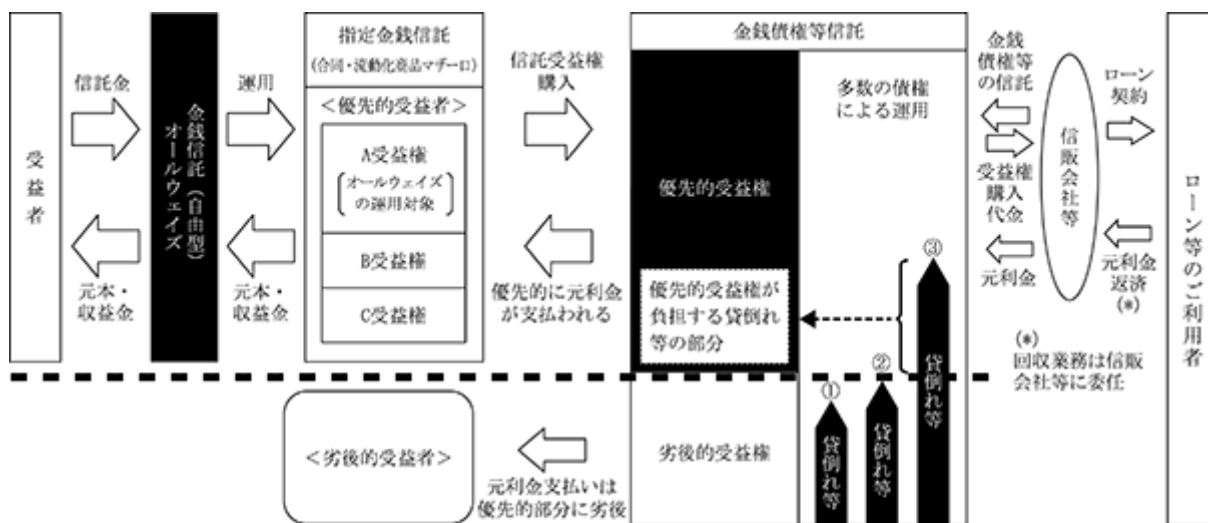 受益者
信託金
元本・
収益金
金銭信託（自由型）
オールウェイズ
運用
元本・
収益金
指定金銭信託
（合同・流動化商品マザー口）
＜優先的受益者＞
A受益権
オールウェイズ
の運用対象
B受益権
C受益権
＜劣後的受益者＞
信託受益権
購入
優先的に元利金
が支払われる
元利金支払いは
優先的部分に劣後
金銭債権等信託
優先的受益権
優先的受益権が
負担する貸倒れ
等の部分
劣後的受益権
多数の債権
による運用
①
貸倒れ等
②
貸倒れ等
③
貸倒れ等
金銭
債権等
の信託
受益権
購入
代金
元利金
信販会社等
ローン
契約
元利金
返済
(*)
(*)
回収業務は信販
会社等に委任
ローン等のご利用者